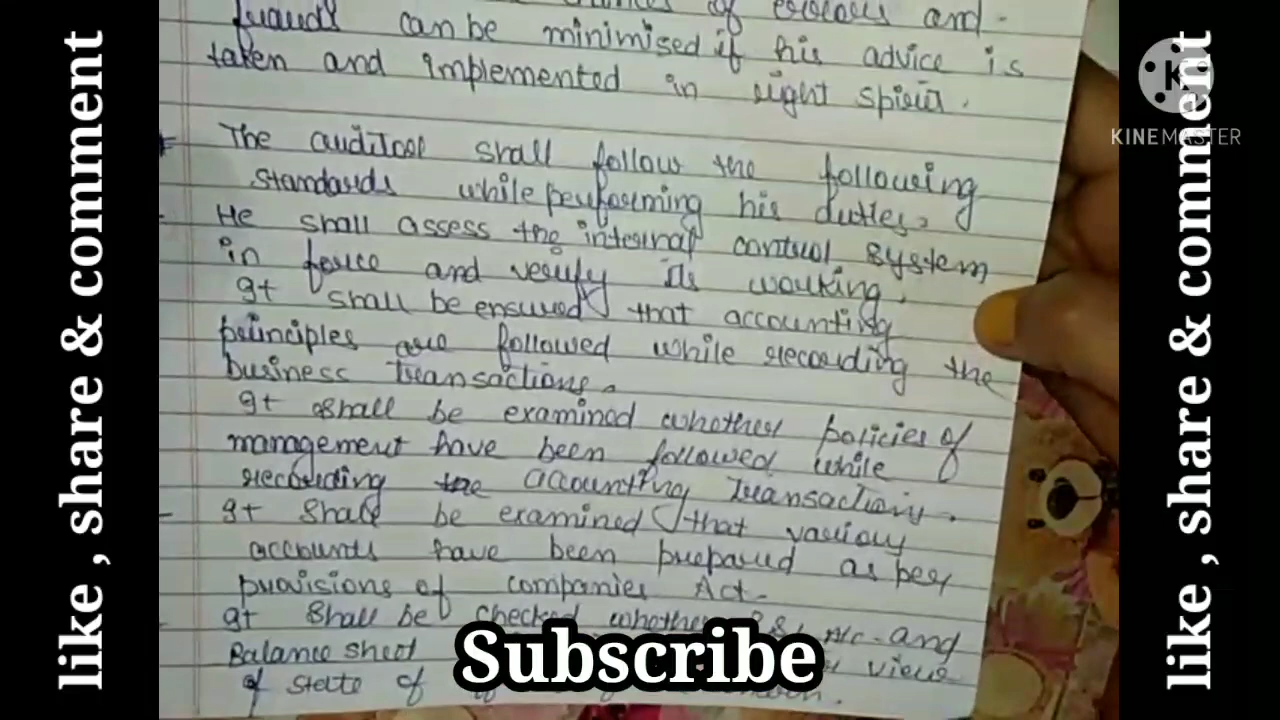 of errors and
frauds can be minimised if his advice is
taken and implemented in right spirit.
The auditor shall follow the following
standards while performing his duties,
- He shall assess the internal control system
in force and verify its working.
It shall be ensured that accounting
principles are followed while recording the
business transactions.
It shall be examined whether policies of
management have been followed while
recording the accounting transactions.
- It shall be examined that various
accounts have been prepared as per
provisions of companies Act.
- It shall be checked whether P&L A/c and
Balance sheet view
of state of
Subscribe
like , share & comment
like , share & comment
K
KINEMASTER